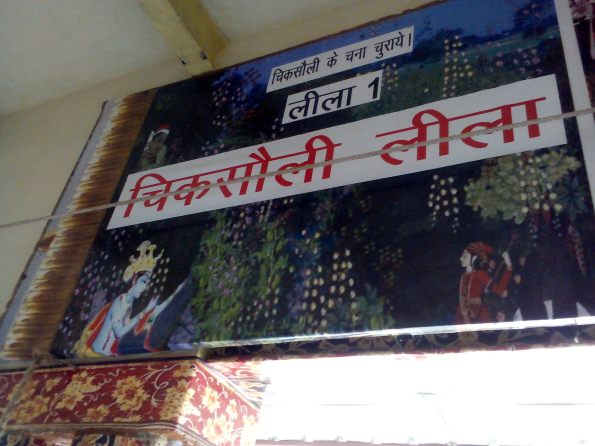 चिकसौली के चना चुराये।
लीला 1
चिकसौली लीला